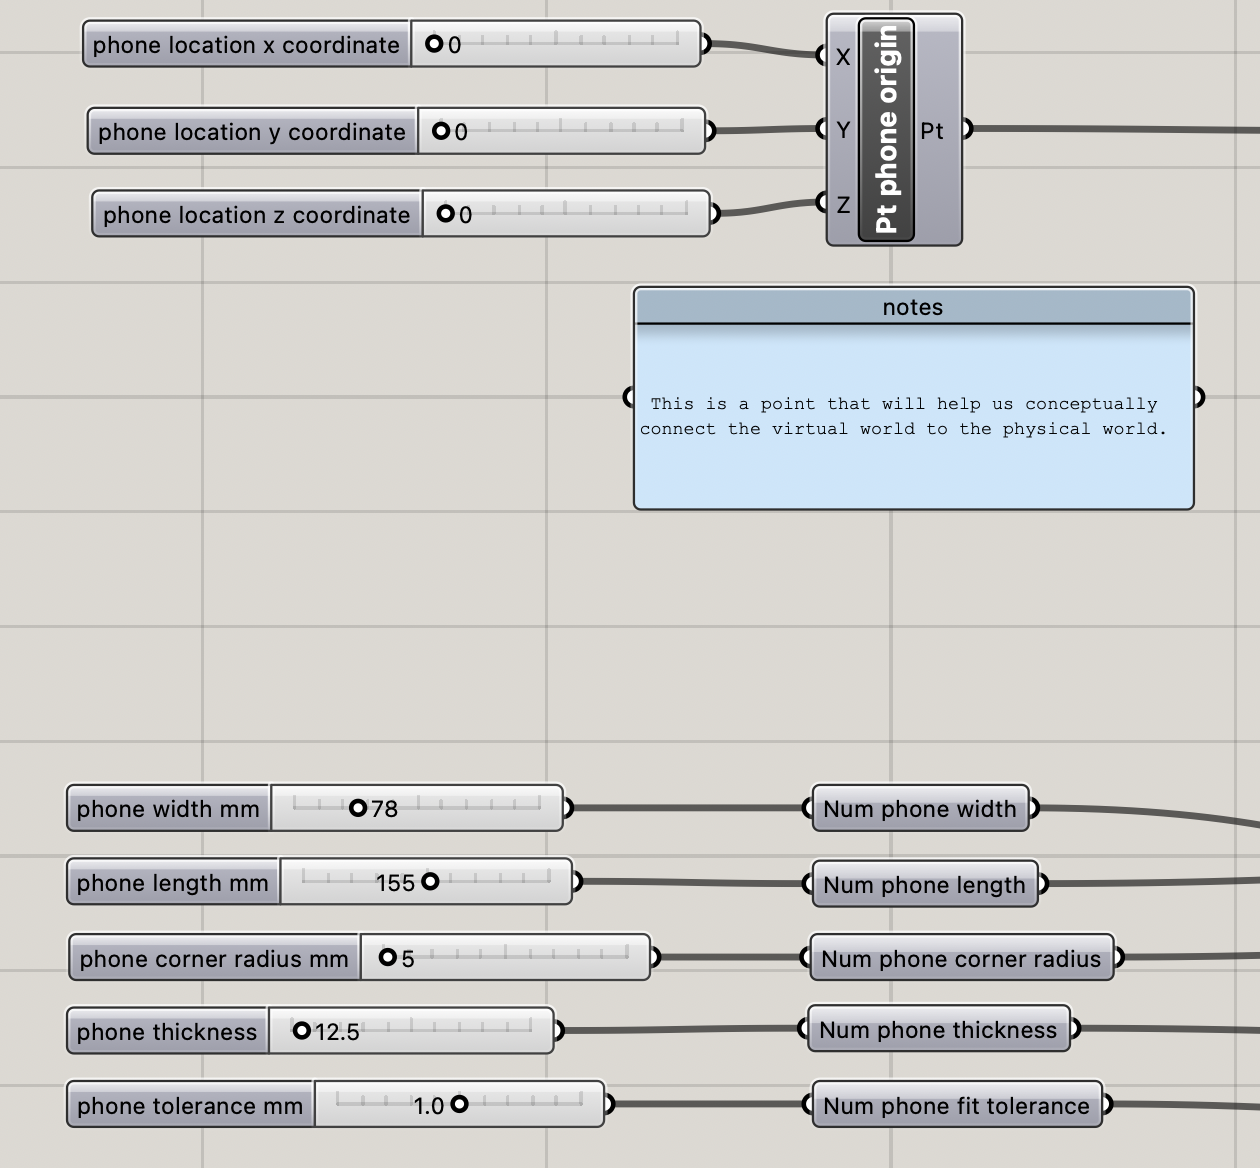 phone location x coordinate 0
phone location y coordinate 0
phone location z coordinate 0
X
Y
Z
Pt phone origin
Pt
notes
This is a point that will help us conceptually
connect the virtual world to the physical world.
phone width mm 78 Num phone width
phone length mm 155 Num phone length
phone corner radius mm 5 Num phone corner radius
phone thickness 12.5 Num phone thickness
phone tolerance mm 1.0 Num phone fit tolerance